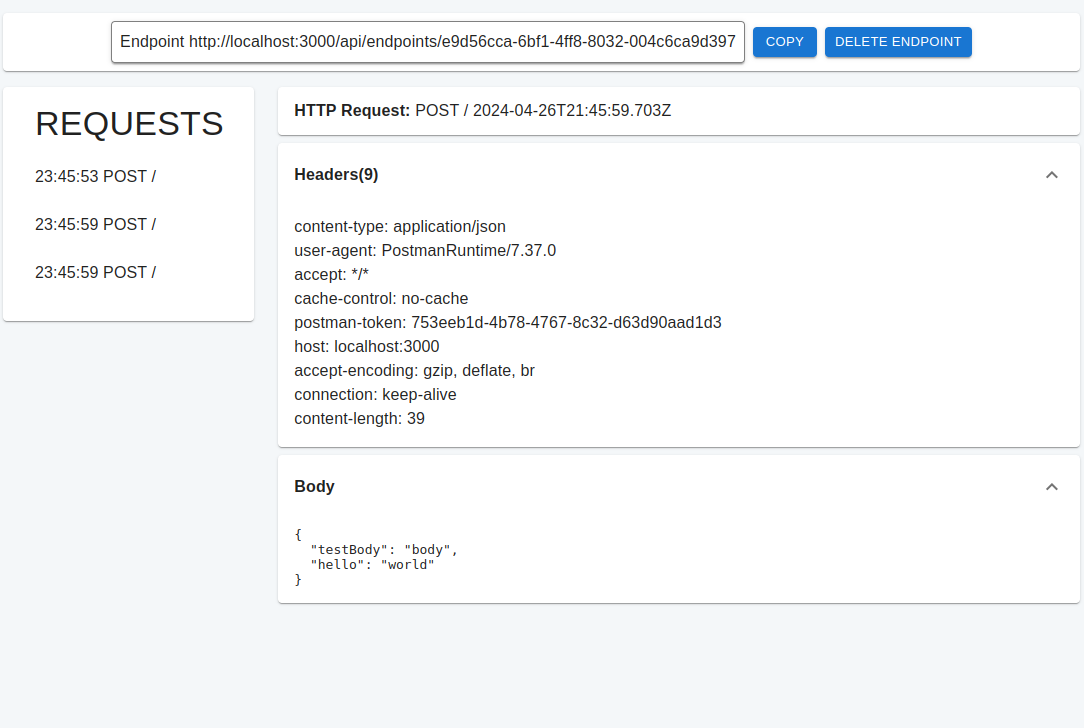 Endpoint http://localhost:3000/api/endpoints/e9d56cca-6bf1-4ff8-8032-004c6ca9d397 COPY DELETE ENDPOINT
REQUESTS
23:45:53 POST /
23:45:59 POST /
23:45:59 POST /
HTTP Request: POST / 2024-04-26T21:45:59.703Z
Headers(9)
content-type: application/json
user-agent: PostmanRuntime/7.37.0
accept: */*
cache-control: no-cache
postman-token: 753eeb1d-4b78-4767-8c32-d63d90aad1d3
host: localhost:3000
accept-encoding: gzip, deflate, br
connection: keep-alive
content-length: 39
Body
{
  "testBody": "body",
  "hello": "world"
}